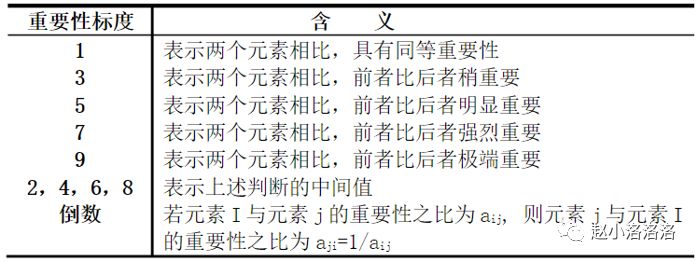 重要性标度 含 义
1 表示两个元素相比，具有同等重要性
3 表示两个元素相比，前者比后者稍重要
5 表示两个元素相比，前者比后者明显重要
7 表示两个元素相比，前者比后者强烈重要
9 表示两个元素相比，前者比后者极端重要
2，4，6，8 表示上述判断的中间值
倒数 若元素 I 与元素 j 的重要性之比为 aij, 则元素 j 与元素 I
的重要性之比为 aji=1/aij
赵小洛洛洛